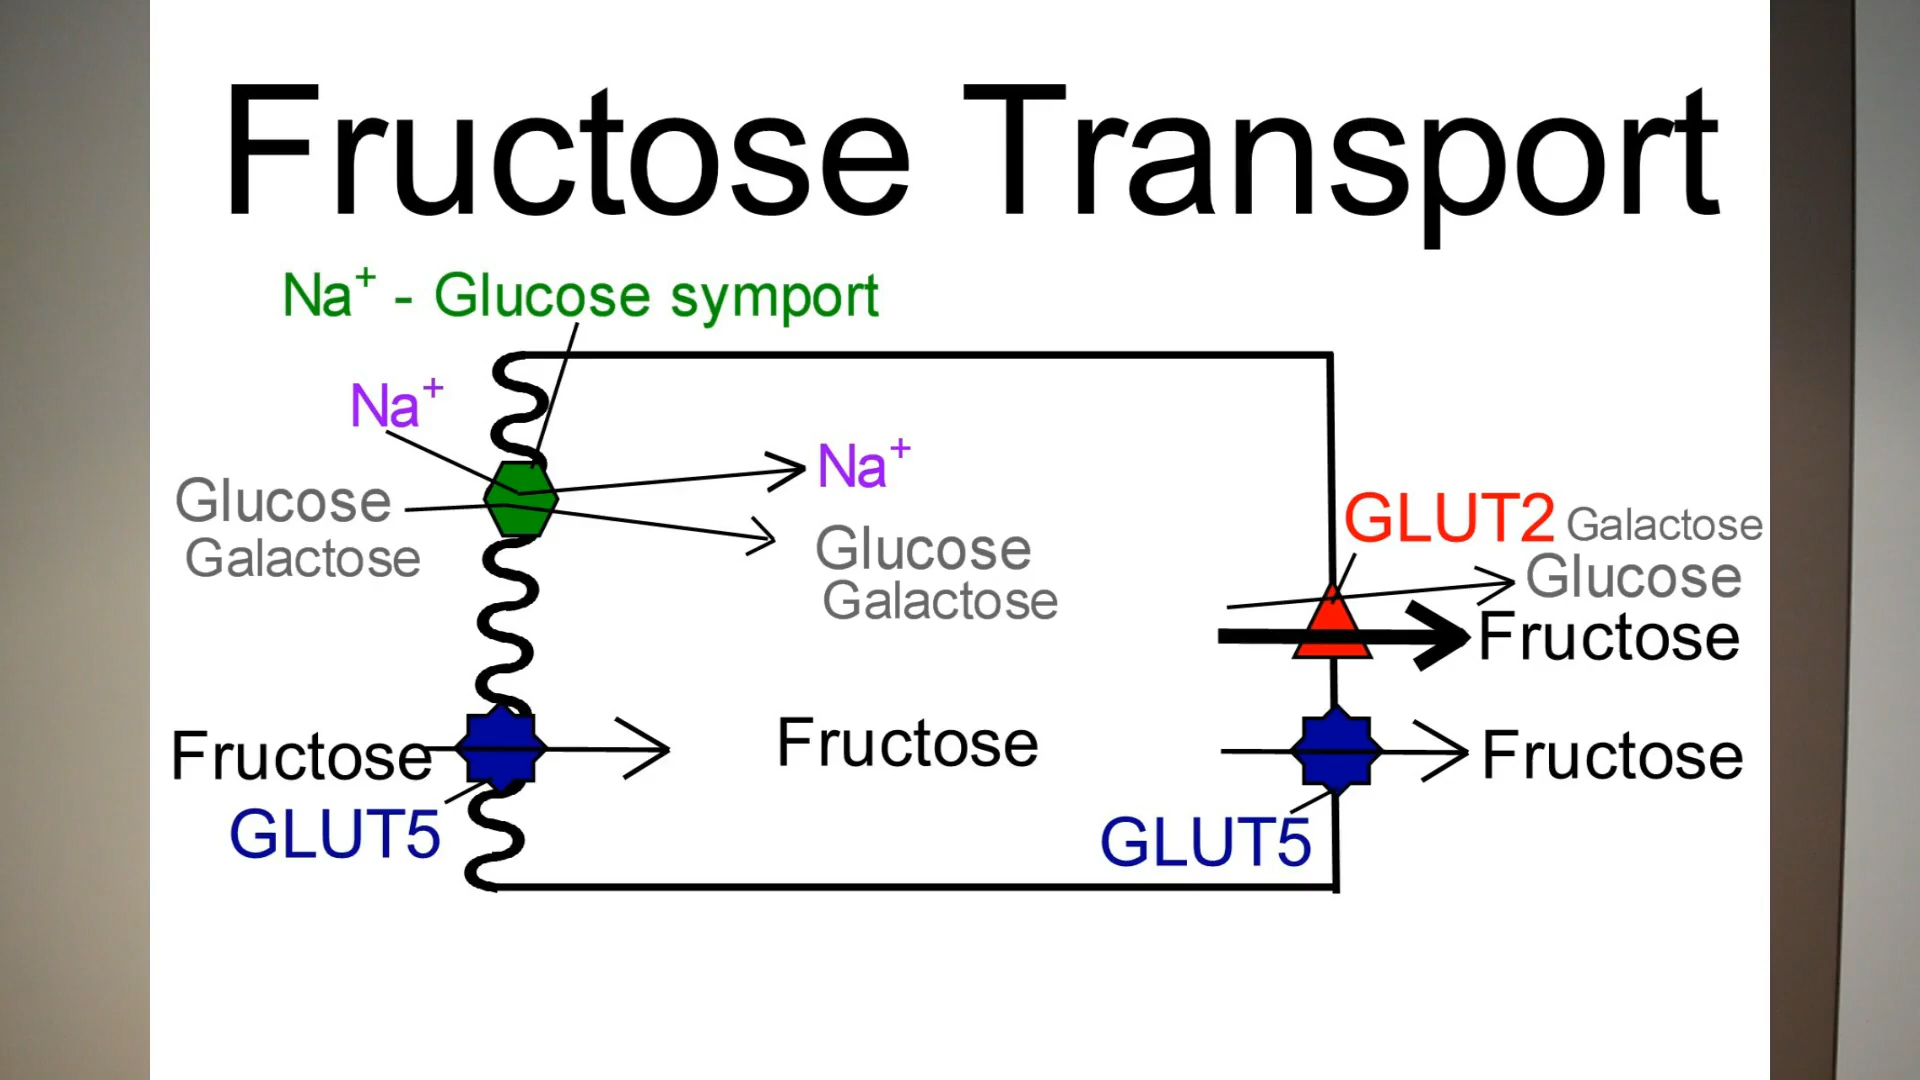 Fructose Transport
Na⁺ - Glucose symport
Na⁺
Na⁺
Glucose
Galactose
Glucose
Galactose
GLUT2 Galactose
Glucose
Fructose
Fructose
Fructose
Fructose
GLUT5
GLUT5